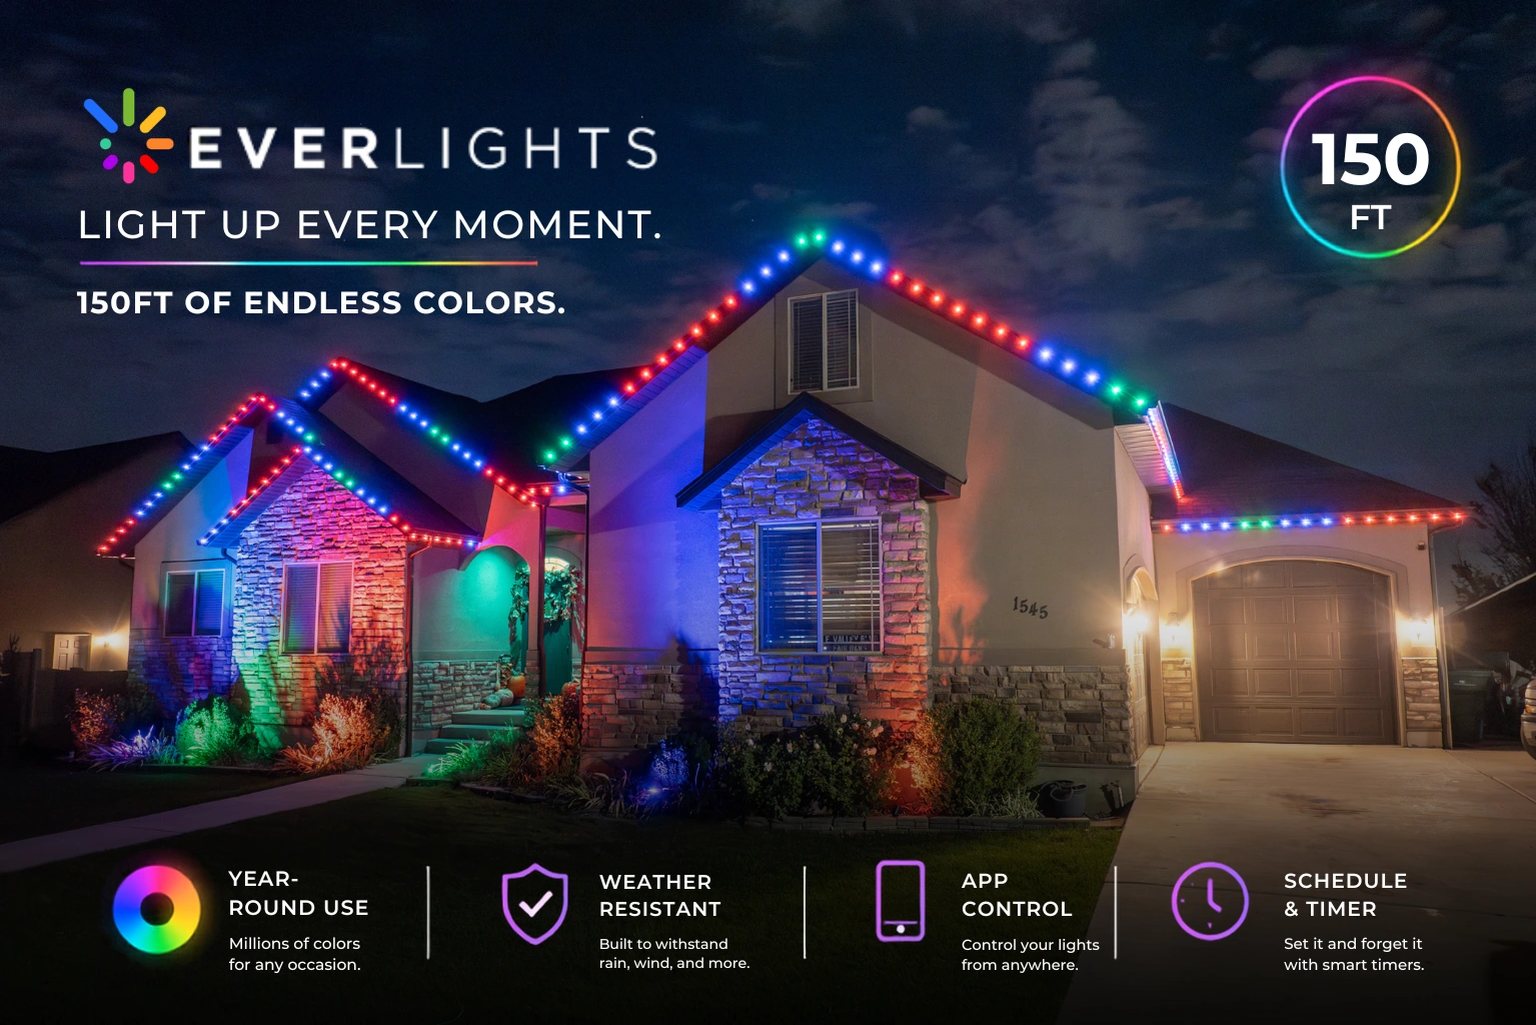 EVERLIGHTS
LIGHT UP EVERY MOMENT.
150FT OF ENDLESS COLORS.
150
FT
1545
YEAR-
ROUND USE
Millions of colors
for any occasion.
WEATHER
RESISTANT
Built to withstand
rain, wind, and more.
APP
CONTROL
Control your lights
from anywhere.
SCHEDULE
& TIMER
Set it and forget it
with smart timers.